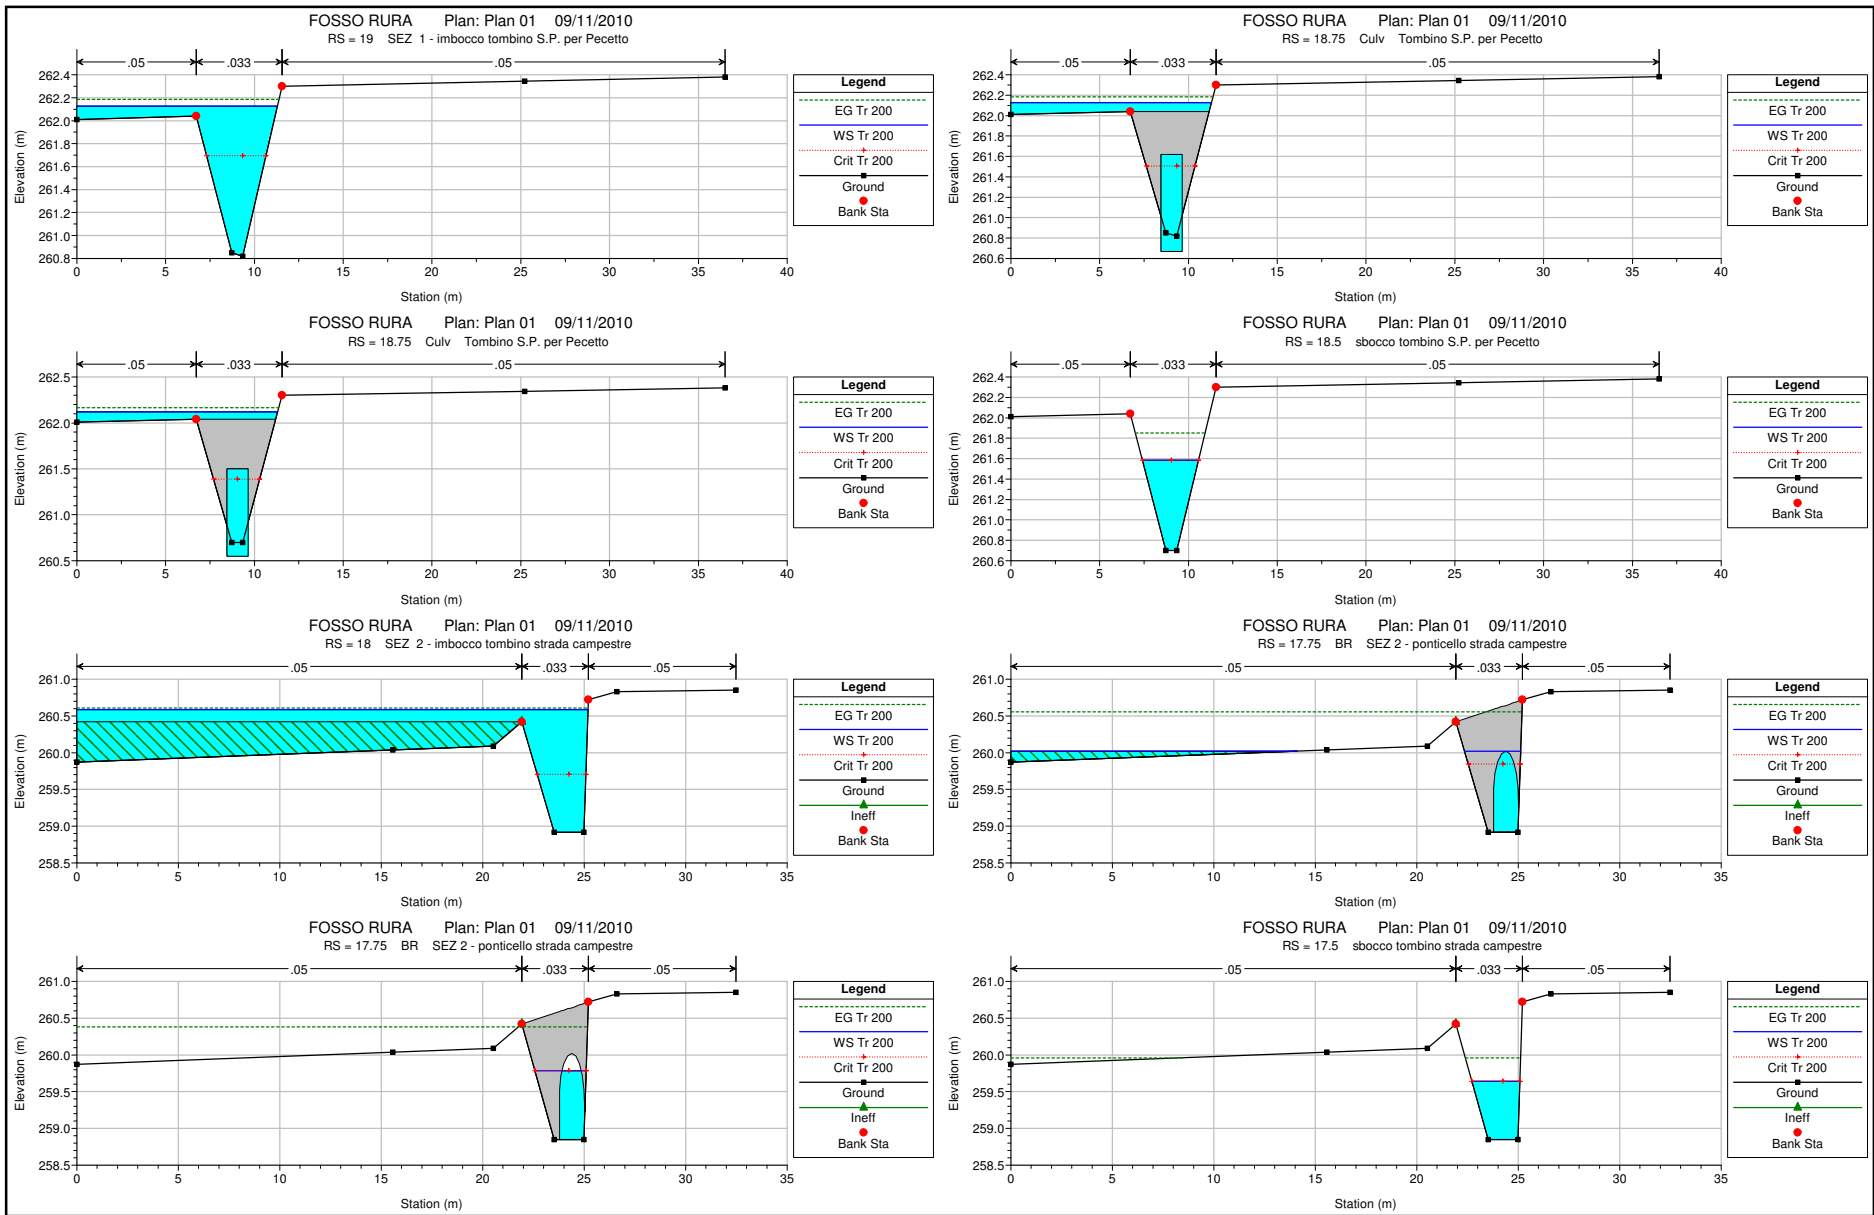 FOSSO RURA Plan: Plan 01 09/11/2010
RS = 19 SEZ 1 - imbocco tombino S.P. per Pecetto
.05 .033 .05
262.4
262.2
262.0
261.8
261.6
261.4
261.2
261.0
260.8
Elevation (m)
0 5 10 15 20 25 30 35 40
Station (m)
Legend
EG Tr 200
WS Tr 200
Crit Tr 200
Ground
Bank Sta
FOSSO RURA Plan: Plan 01 09/11/2010
RS = 18.75 Culv Tombino S.P. per Pecetto
.05 .033 .05
262.4
262.2
262.0
261.8
261.6
261.4
261.2
261.0
260.8
260.6
Elevation (m)
0 5 10 15 20 25 30 35 40
Station (m)
Legend
EG Tr 200
WS Tr 200
Crit Tr 200
Ground
Bank Sta
FOSSO RURA Plan: Plan 01 09/11/2010
RS = 18.75 Culv Tombino S.P. per Pecetto
.05 .033 .05
262.5
262.0
261.5
261.0
260.5
Elevation (m)
0 5 10 15 20 25 30 35 40
Station (m)
Legend
EG Tr 200
WS Tr 200
Crit Tr 200
Ground
Bank Sta
FOSSO RURA Plan: Plan 01 09/11/2010
RS = 18.5 sbocco tombino S.P. per Pecetto
.05 .033 .05
262.4
262.2
262.0
261.8
261.6
261.4
261.2
261.0
260.8
260.6
Elevation (m)
0 5 10 15 20 25 30 35 40
Station (m)
Legend
EG Tr 200
WS Tr 200
Crit Tr 200
Ground
Bank Sta
FOSSO RURA Plan: Plan 01 09/11/2010
RS = 18 SEZ 2 - imbocco tombino strada campestre
.05 .033 .05
261.0
260.5
260.0
259.5
259.0
258.5
Elevation (m)
0 5 10 15 20 25 30 35
Station (m)
Legend
EG Tr 200
WS Tr 200
Crit Tr 200
Ground
Ineff
Bank Sta
FOSSO RURA Plan: Plan 01 09/11/2010
RS = 17.75 BR SEZ 2 - ponticello strada campestre
.05 .033 .05
261.0
260.5
260.0
259.5
259.0
258.5
Elevation (m)
0 5 10 15 20 25 30 35
Station (m)
Legend
EG Tr 200
WS Tr 200
Crit Tr 200
Ground
Ineff
Bank Sta
FOSSO RURA Plan: Plan 01 09/11/2010
RS = 17.75 BR SEZ 2 - ponticello strada campestre
.05 .033 .05
261.0
260.5
260.0
259.5
259.0
258.5
Elevation (m)
0 5 10 15 20 25 30 35
Station (m)
Legend
EG Tr 200
WS Tr 200
Crit Tr 200
Ground
Ineff
Bank Sta
FOSSO RURA Plan: Plan 01 09/11/2010
RS = 17.5 sbocco tombino strada campestre
.05 .033 .05
261.0
260.5
260.0
259.5
259.0
258.5
Elevation (m)
0 5 10 15 20 25 30 35
Station (m)
Legend
EG Tr 200
WS Tr 200
Crit Tr 200
Ground
Ineff
Bank Sta